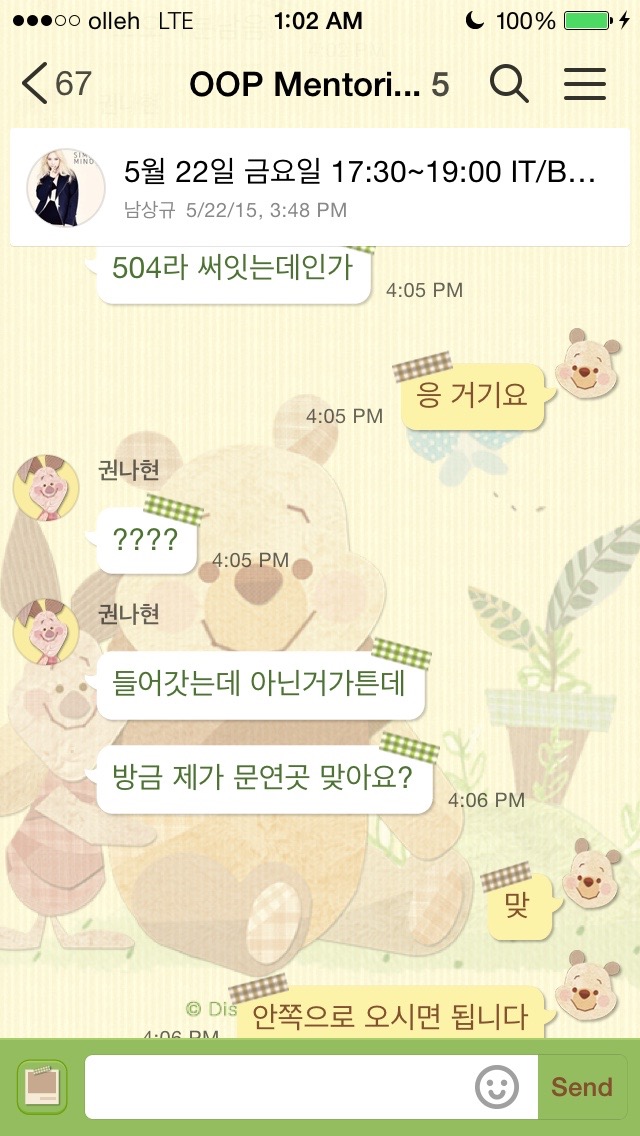 olleh LTE 1:02 AM 100%
67 OOP Mentori... 5
SI MIND
5월 22일 금요일 17:30~19:00 IT/B...
남상규 5/22/15, 3:48 PM
504라 써잇는데인가
4:05 PM
응 거기요
4:05 PM
권나현
????
4:05 PM
권나현
들어갓는데 아닌거가튼데
방금 제가 문연곳 맞아요?
4:06 PM
맞
© Dis
안쪽으로 오시면 됩니다
4:06 PM
Send